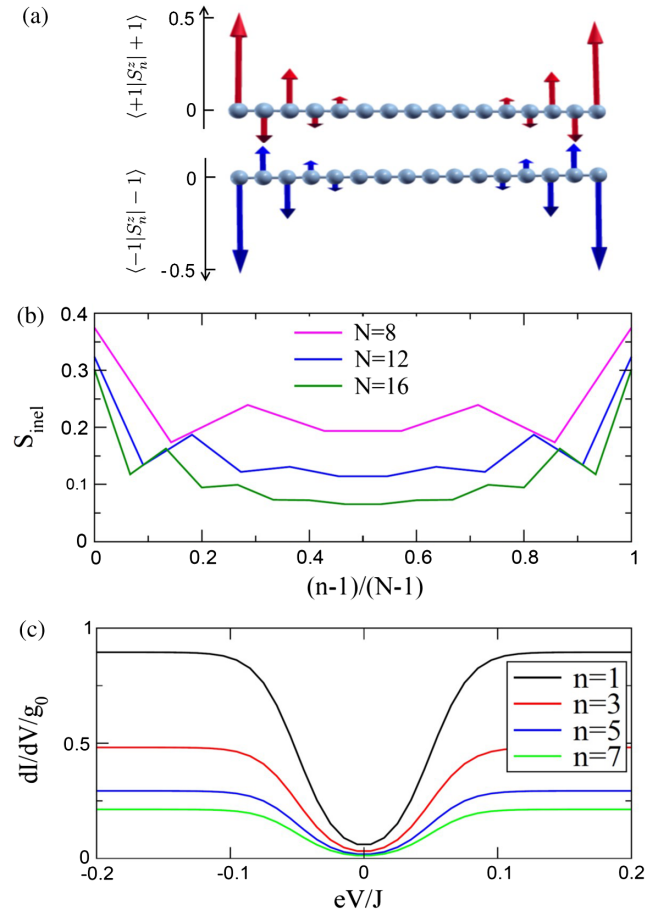 (a)
0.5
0
⟨+1|S_n^z|+1⟩
0
-0.5
⟨−1|S_n^z|−1⟩
(b)
0.4
0.3
0.2
0.1
0
S_inel
N=8
N=12
N=16
0 0.2 0.4 0.6 0.8 1
(n-1)/(N-1)
(c)
1
0.5
0
dI/dV/g_0
n=1
n=3
n=5
n=7
-0.2 -0.1 0 0.1 0.2
eV/J